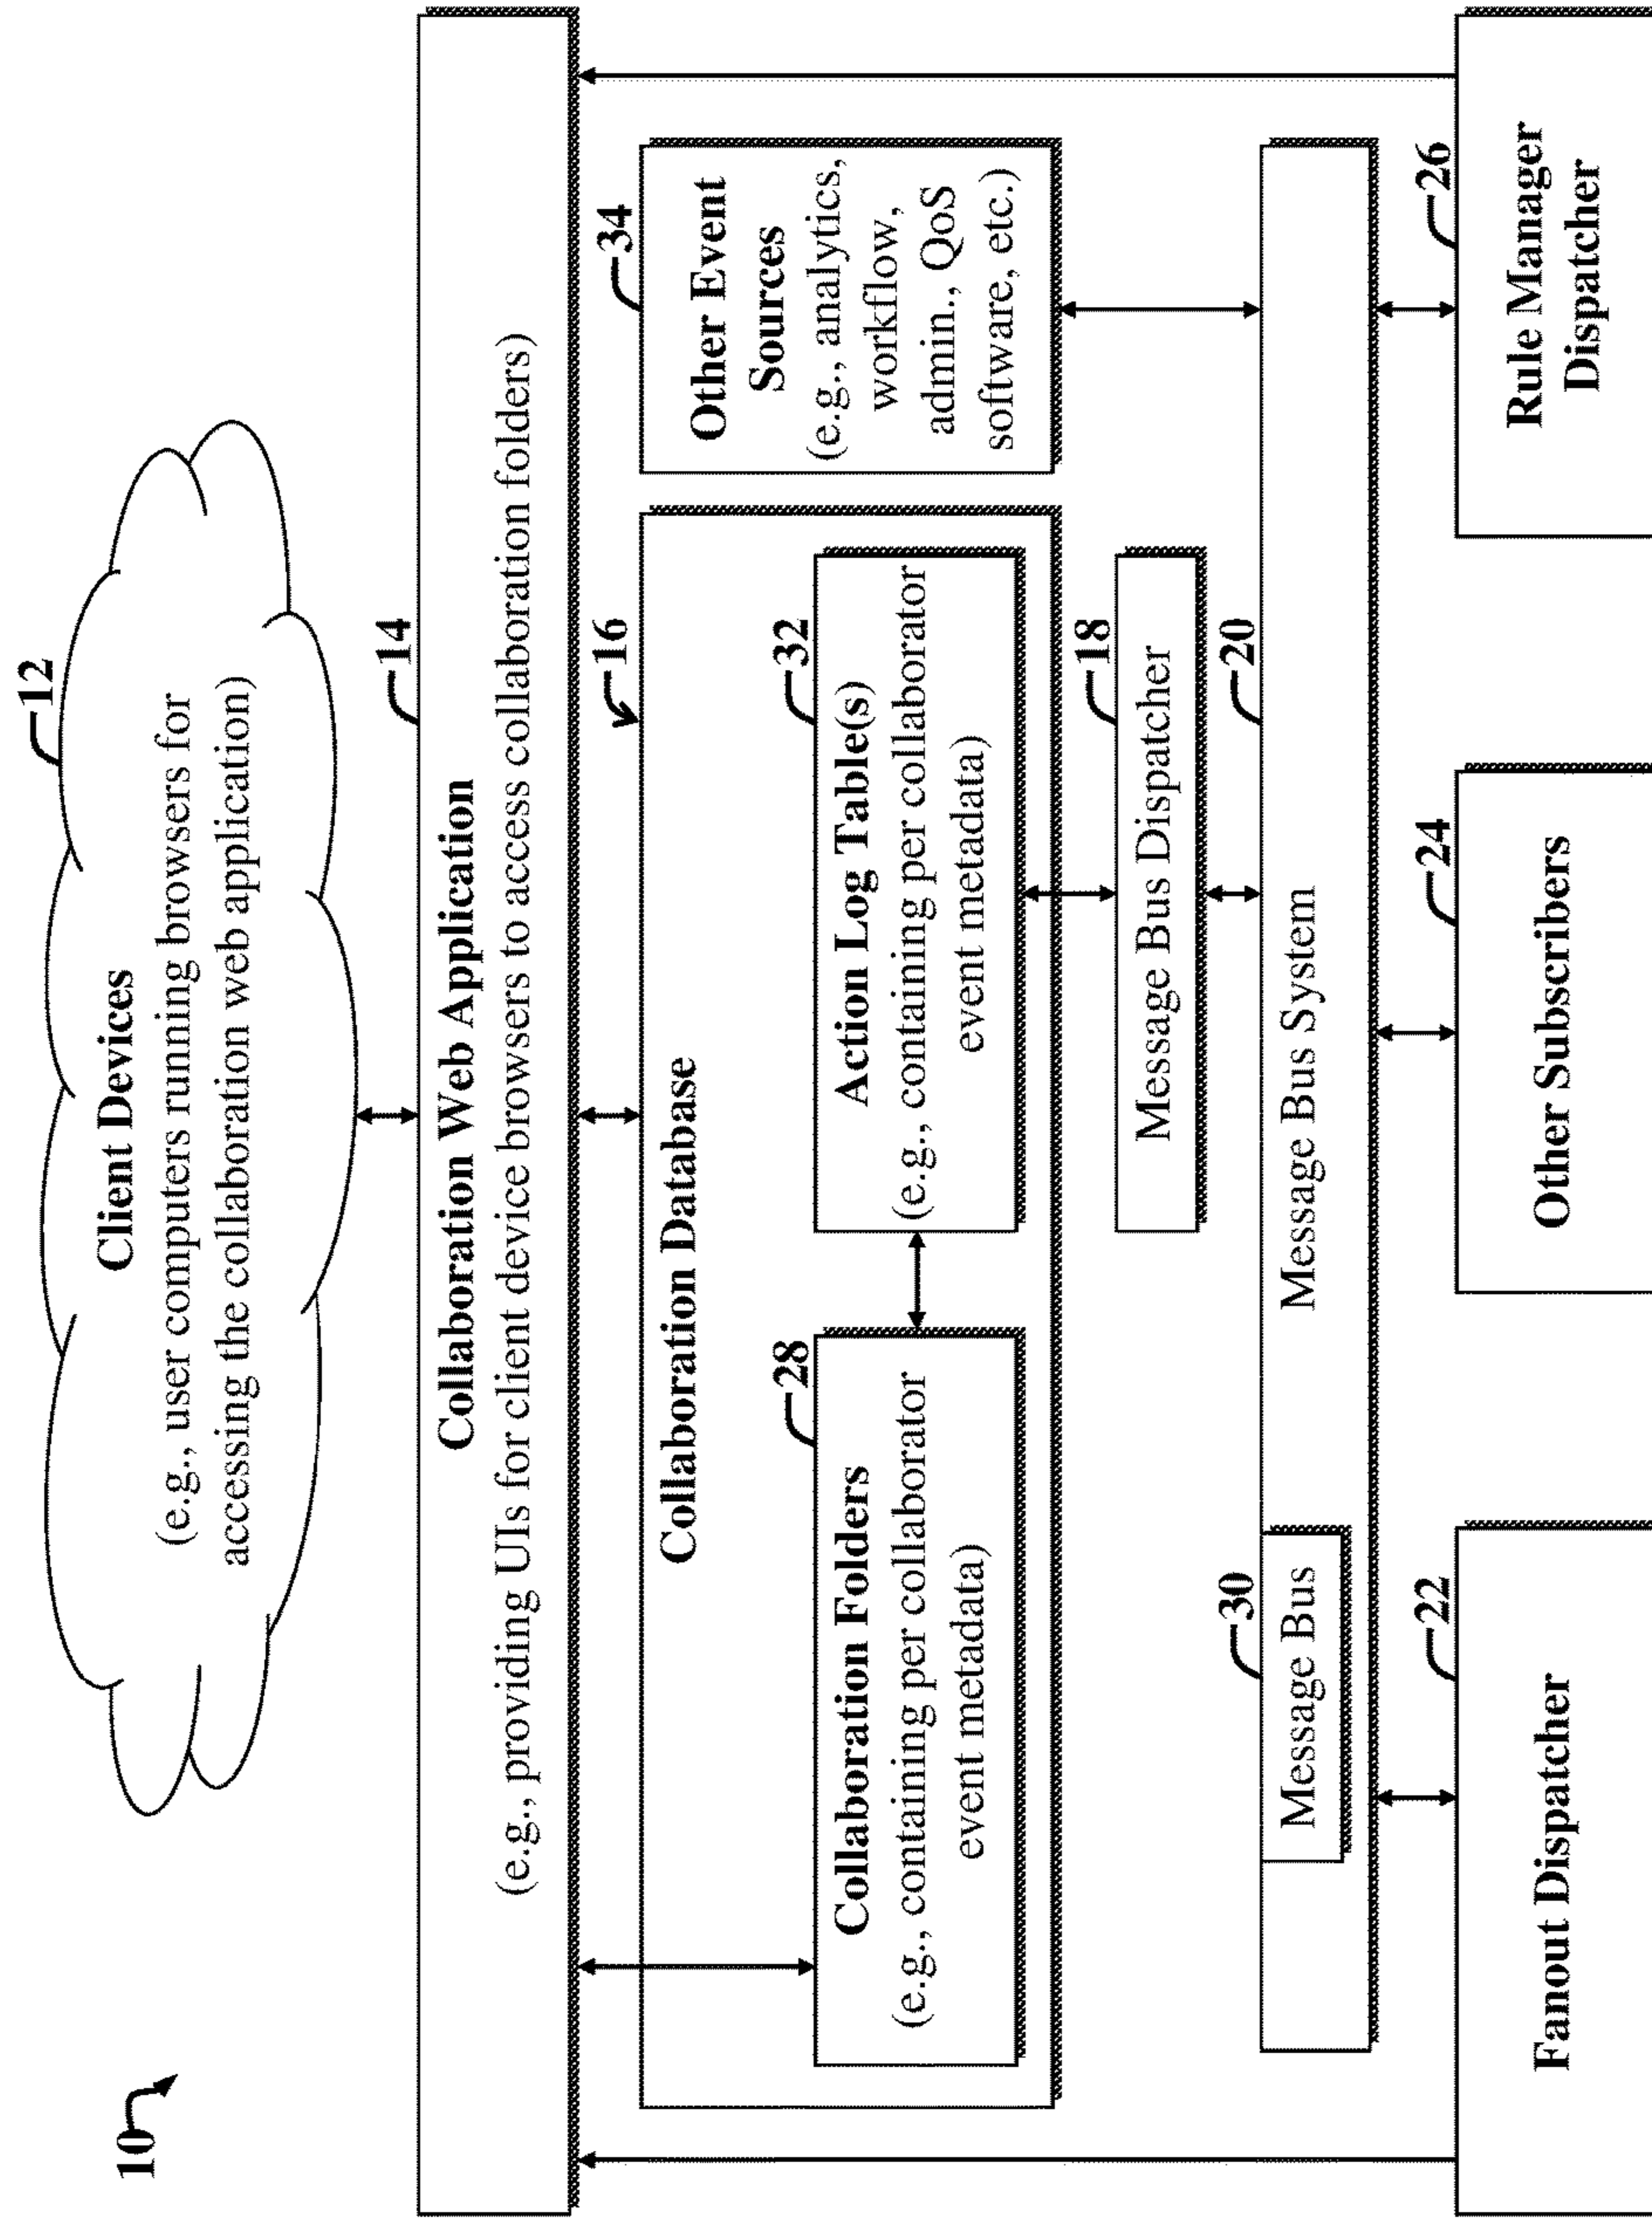 10
12
Client Devices
(e.g., user computers running browsers for
accessing the collaboration web application)
14
Collaboration Web Application
(e.g., providing UIs for client device browsers to access collaboration folders)
16
Collaboration Database
28
Collaboration Folders
(e.g., containing per collaborator
event metadata)
32
Action Log Table(s)
(e.g., containing per collaborator
event metadata)
34
Other Event
Sources
(e.g., analytics,
workflow,
admin., QoS
software, etc.)
18
Message Bus Dispatcher
20
Message Bus System
30
Message Bus
22
Fanout Dispatcher
24
Other Subscribers
26
Rule Manager
Dispatcher